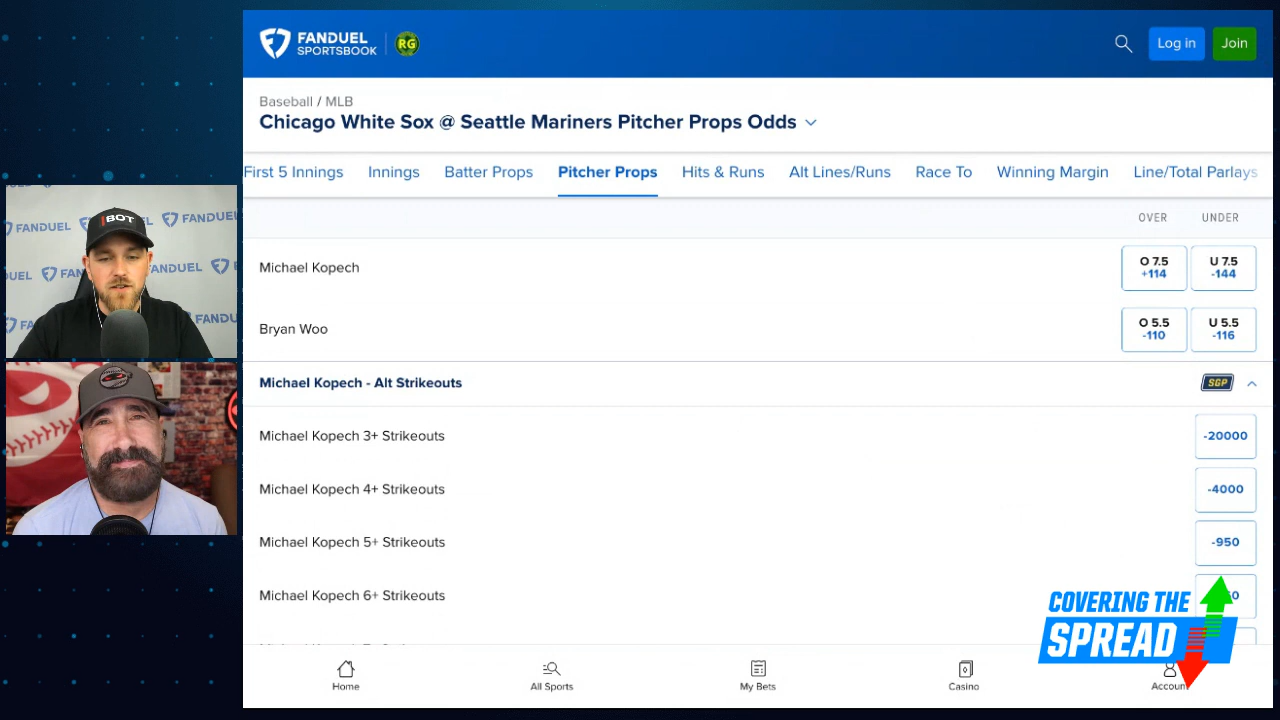 FANDUEL
SPORTSBOOK
RG
Log in
Join
Baseball / MLB
Chicago White Sox @ Seattle Mariners Pitcher Props Odds
First 5 Innings
Innings
Batter Props
Pitcher Props
Hits & Runs
Alt Lines/Runs
Race To
Winning Margin
Line/Total Parlays
OVER
UNDER
Michael Kopech
O 7.5
+114
U 7.5
-144
Bryan Woo
O 5.5
-110
U 5.5
-116
Michael Kopech - Alt Strikeouts
SGP
Michael Kopech 3+ Strikeouts
-20000
Michael Kopech 4+ Strikeouts
-4000
Michael Kopech 5+ Strikeouts
-950
Michael Kopech 6+ Strikeouts
COVERING THE
SPREAD
Home
All Sports
My Bets
Casino
Account
BOT
FANDUEL
FANDUEL
FANDUEL